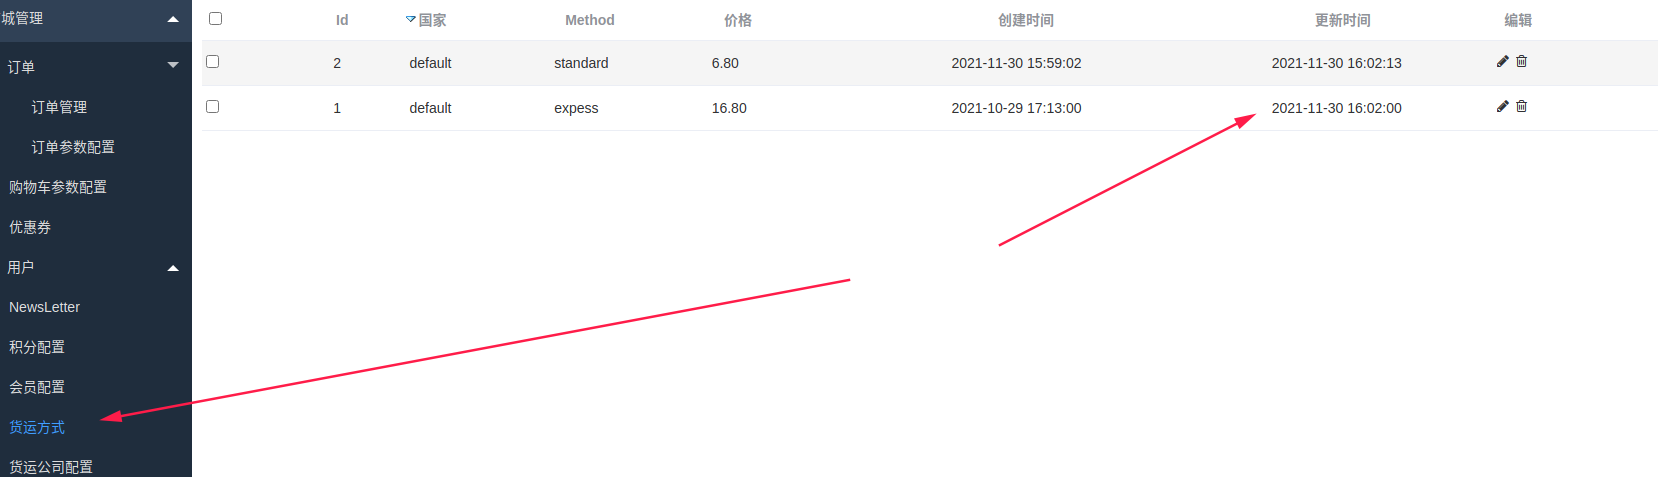 城管理
订单
订单管理
订单参数配置
购物车参数配置
优惠券
用户
NewsLetter
积分配置
会员配置
货运方式
货运公司配置
Id 国家 Method 价格 创建时间 更新时间 编辑
2 default standard 6.80 2021-11-30 15:59:02 2021-11-30 16:02:13
1 default expess 16.80 2021-10-29 17:13:00 2021-11-30 16:02:00